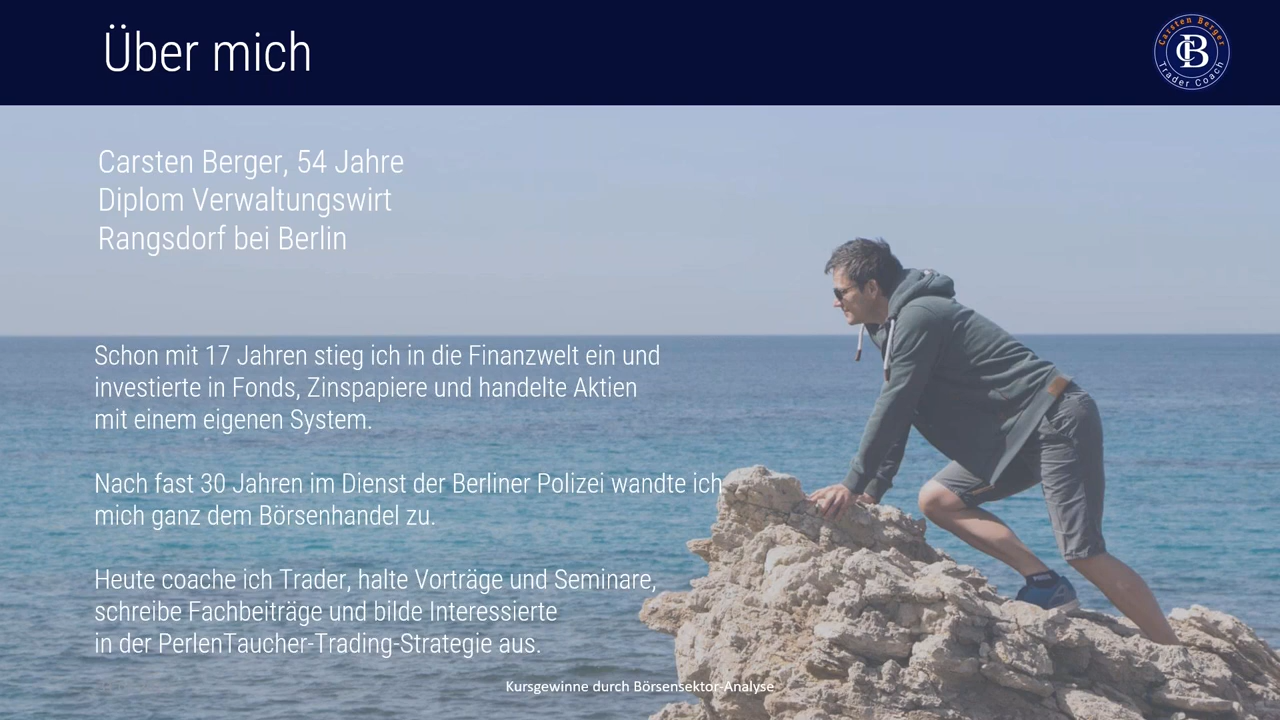 Über mich
Carsten Berger
CB
Trader Coach
Carsten Berger, 54 Jahre
Diplom Verwaltungswirt
Rangsdorf bei Berlin
Schon mit 17 Jahren stieg ich in die Finanzwelt ein und
investierte in Fonds, Zinspapiere und handelte Aktien
mit einem eigenen System.
Nach fast 30 Jahren im Dienst der Berliner Polizei wandte ich
mich ganz dem Börsenhandel zu.
Heute coache ich Trader, halte Vorträge und Seminare,
schreibe Fachbeiträge und bilde Interessierte
in der PerlenTaucher-Trading-Strategie aus.
Kursgewinne durch Börsensektor-Analyse